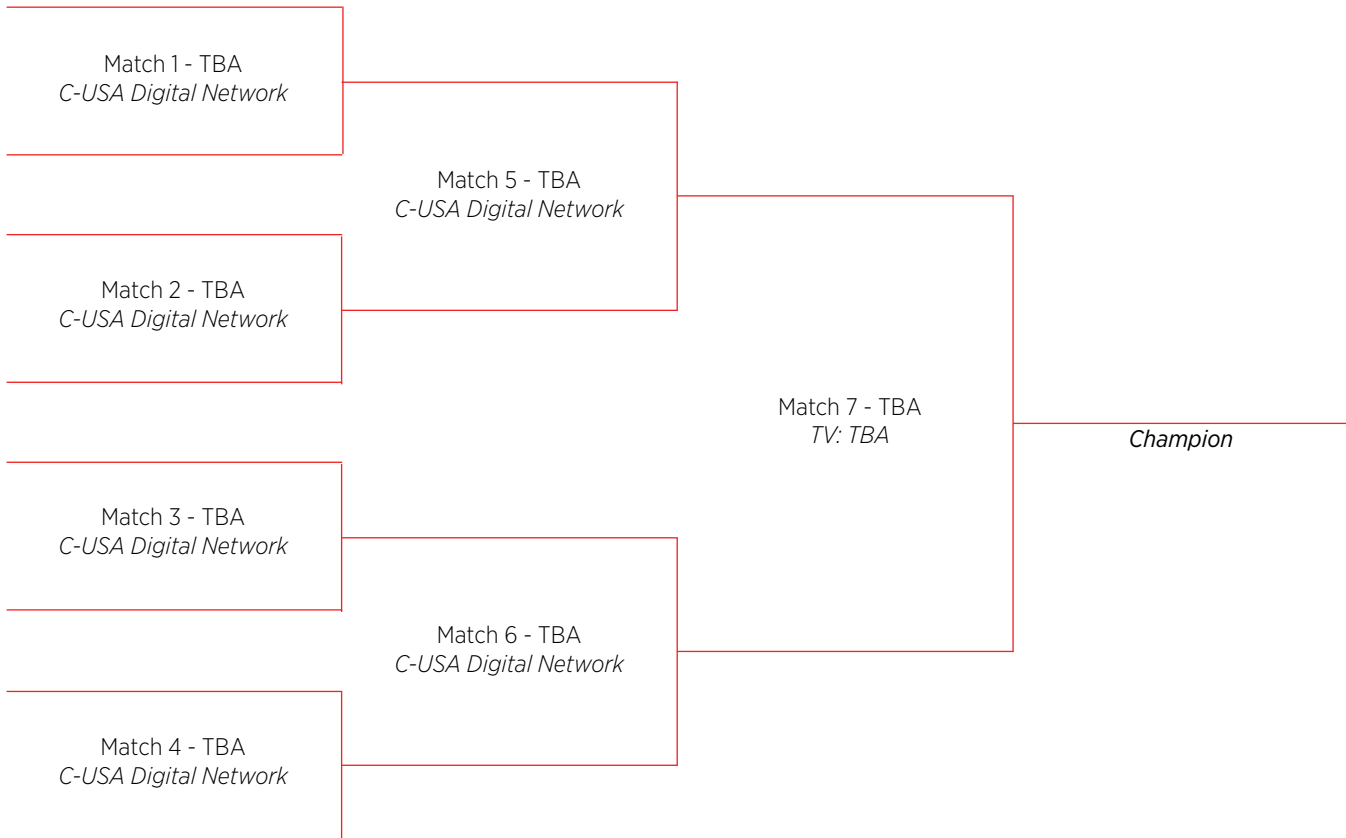 Match 1 - TBA
C-USA Digital Network
Match 2 - TBA
C-USA Digital Network
Match 3 - TBA
C-USA Digital Network
Match 4 - TBA
C-USA Digital Network
Match 5 - TBA
C-USA Digital Network
Match 6 - TBA
C-USA Digital Network
Match 7 - TBA
TV: TBA
Champion